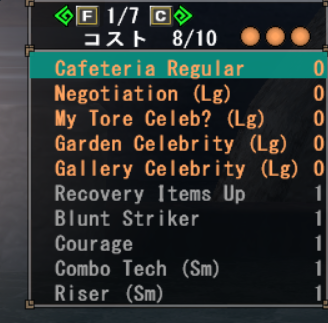 F 1/7 C
コスト 8/10
Cafeteria Regular 0
Negotiation (Lg) 0
My Tore Celeb? (Lg) 0
Garden Celebrity (Lg) 0
Gallery Celebrity (Lg) 0
Recovery Items Up 1
Blunt Striker 1
Courage 1
Combo Tech (Sm) 1
Riser (Sm) 1